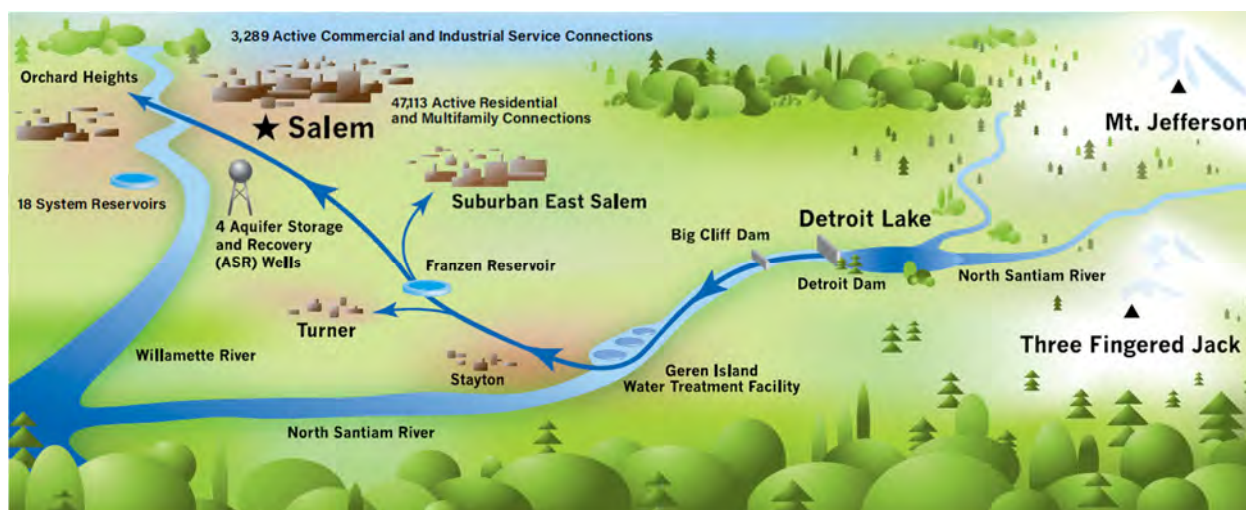 3,289 Active Commercial and Industrial Service Connections
Orchard Heights
47,113 Active Residential
and Multifamily Connections
Salem
Mt. Jefferson
18 System Reservoirs
4 Aquifer Storage
and Recovery
(ASR) Wells
Suburban East Salem
Detroit Lake
Big Cliff Dam
Franzen Reservoir
North Santiam River
Detroit Dam
Turner
Three Fingered Jack
Willamette River
Stayton
Geren Island
Water Treatment Facility
North Santiam River